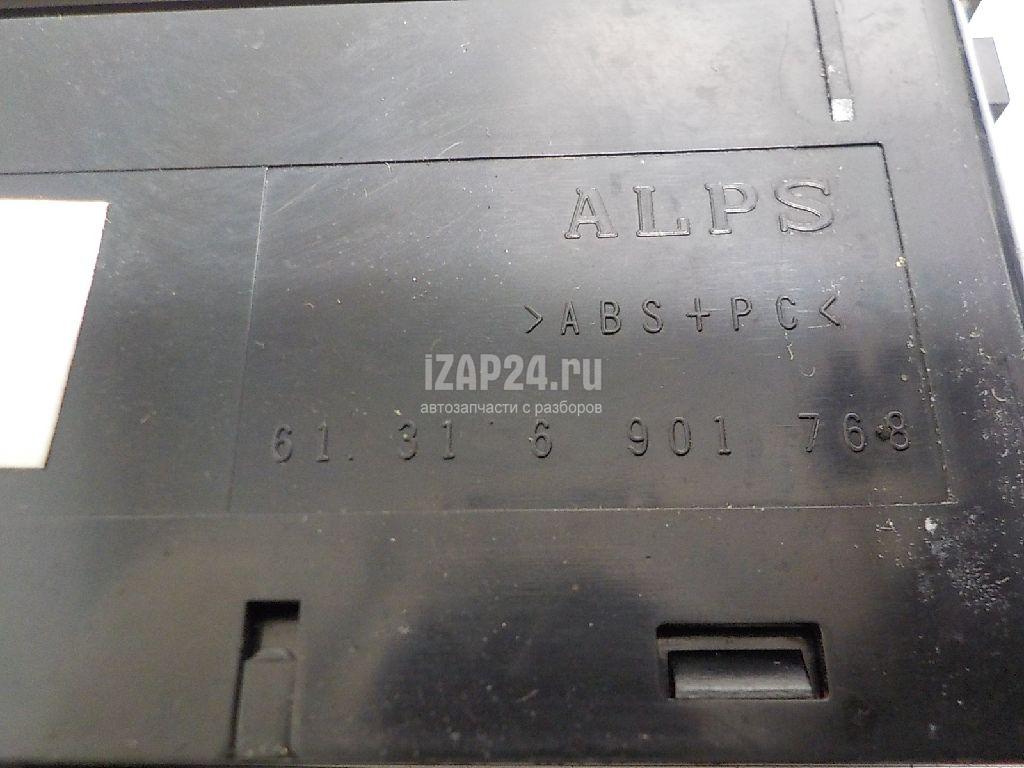 ALPS
>ABS+PC<
iZAP24.ru
автозапчасти с разборов
61.31 6 901 768